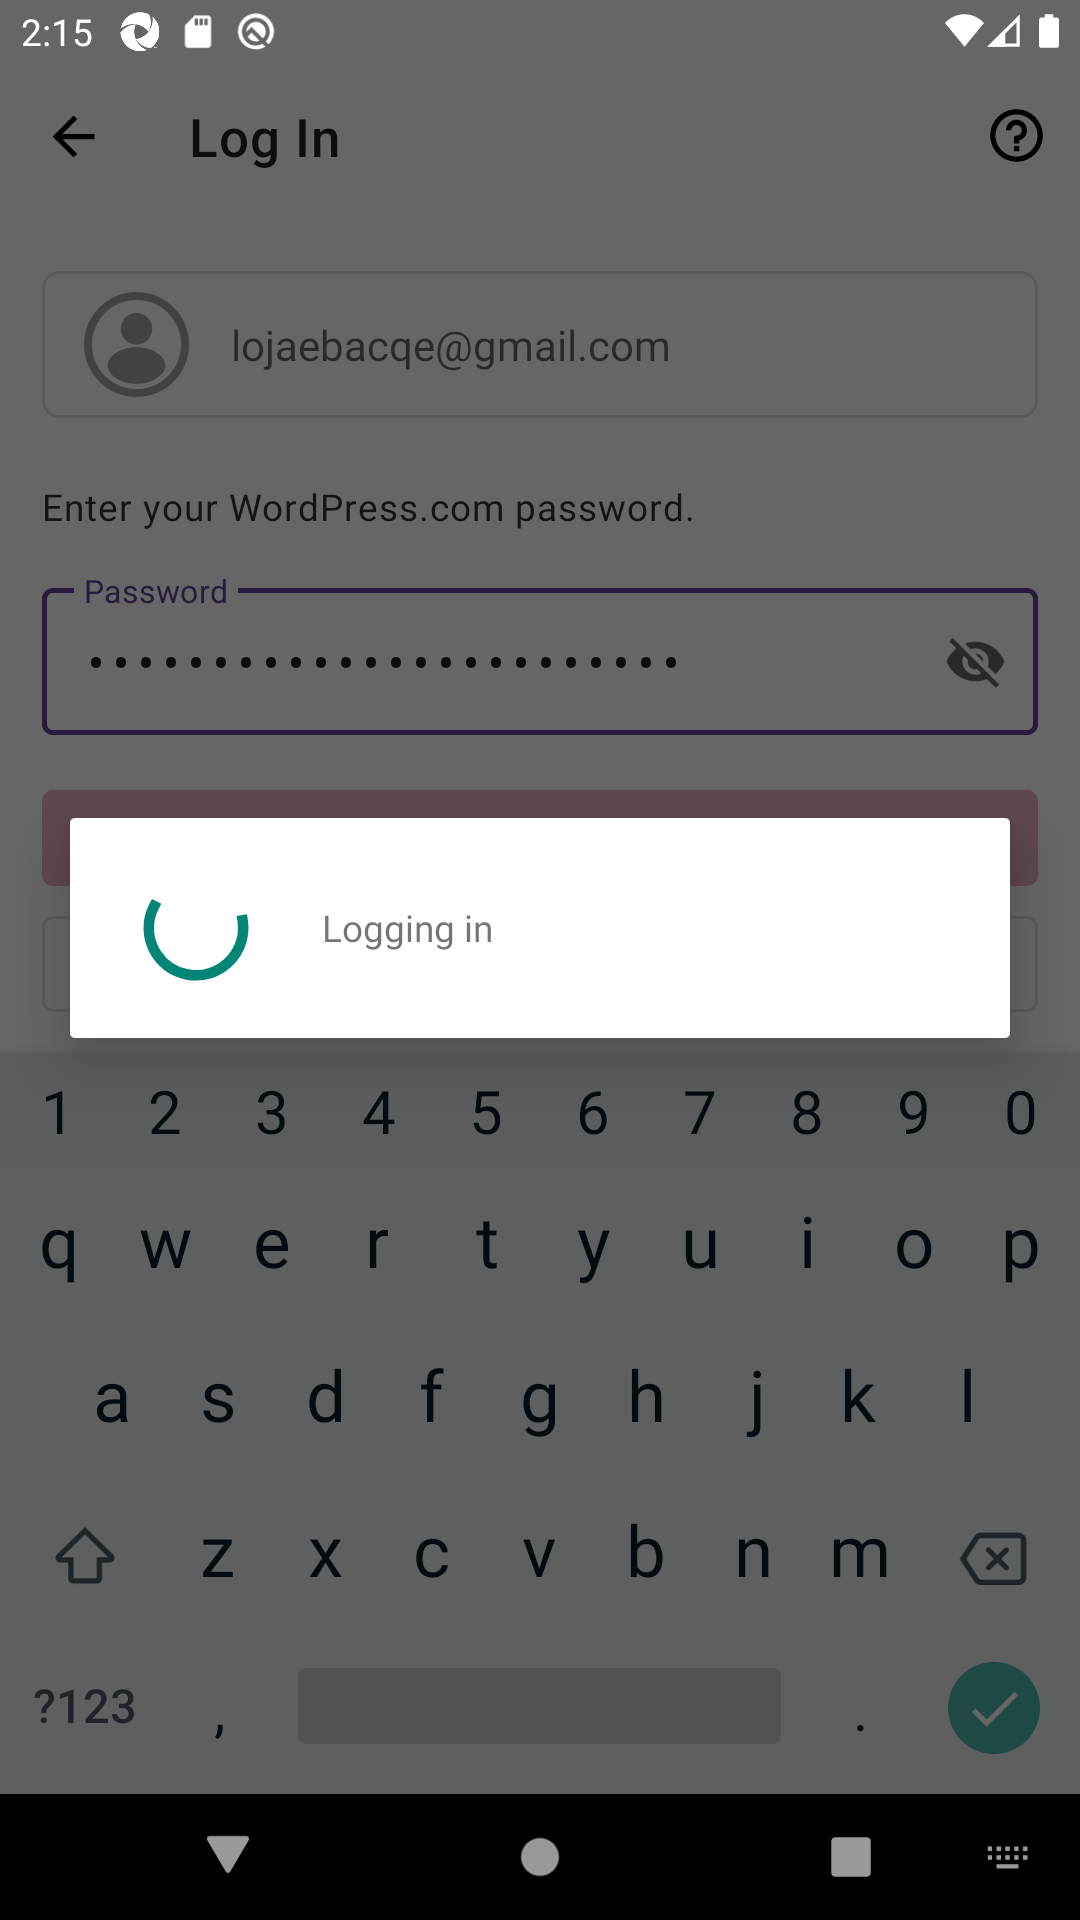 2:15
Log In
lojaebacqe@gmail.com
Enter your WordPress.com password.
Password
••••••••••••••••••••••••
Logging in
1 2 3 4 5 6 7 8 9 0
q w e r t y u i o p
a s d f g h j k l
z x c v b n m
?123 , .